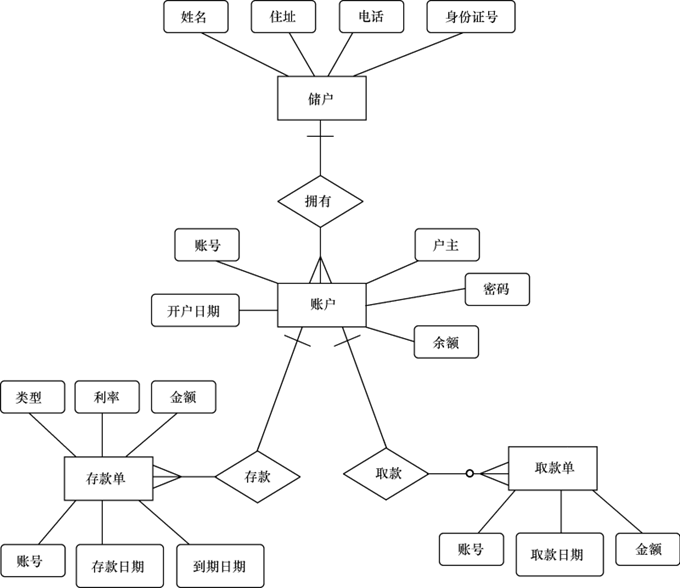 姓名
住址
电话
身份证号
储户
拥有
账号
户主
开户日期
账户
密码
余额
类型
利率
金额
存款单
存款
取款
取款单
账号
存款日期
到期日期
账号
取款日期
金额